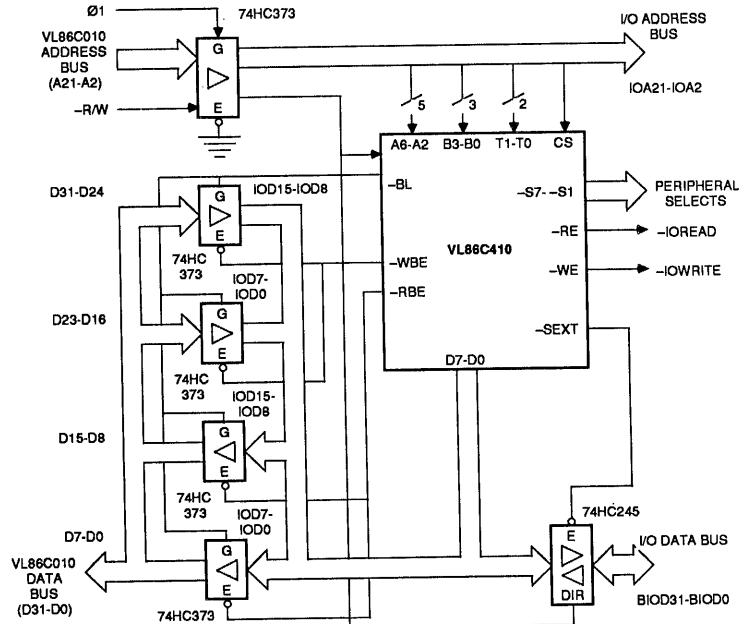 Ø1
74HC373
VL86C010
ADDRESS
BUS
(A21-A2)
G
E
–R/W
I/O ADDRESS
BUS
IOA21-IOA2
5
3
2
A6-A2 B3-B0 T1-T0 CS
–BL
–S7- –S1
PERIPHERAL
SELECTS
–RE
–IOREAD
VL86C410
–WBE
–WE
–IOWRITE
–RBE
–SEXT
D7-D0
D31-D24
G
E
IOD15-IOD8
74HC
373
IOD7-
IOD0
D23-D16
G
E
74HC
373
IOD15-
IOD8
D15-D8
G
E
74HC
373
IOD7-
IOD0
D7-D0
VL86C010
DATA
BUS
(D31-D0)
G
E
74HC373
74HC245
E
DIR
I/O DATA BUS
BIOD31-BIOD0